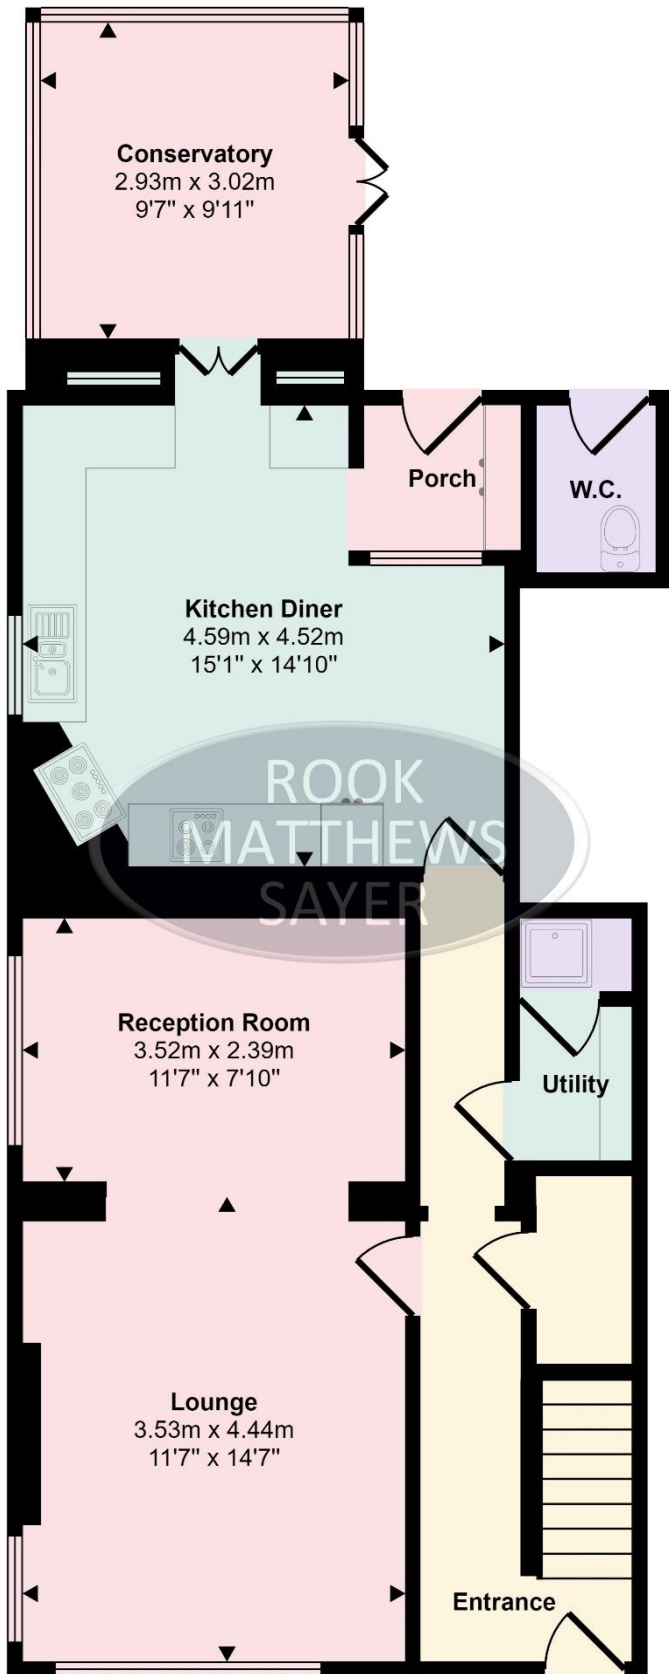 Conservatory
2.93m x 3.02m
9'7" x 9'11"
Porch
W.C.
Kitchen Diner
4.59m x 4.52m
15'1" x 14'10"
ROOK
MATTHEWS
SAYER
Reception Room
3.52m x 2.39m
11'7" x 7'10"
Utility
Lounge
3.53m x 4.44m
11'7" x 14'7"
Entrance